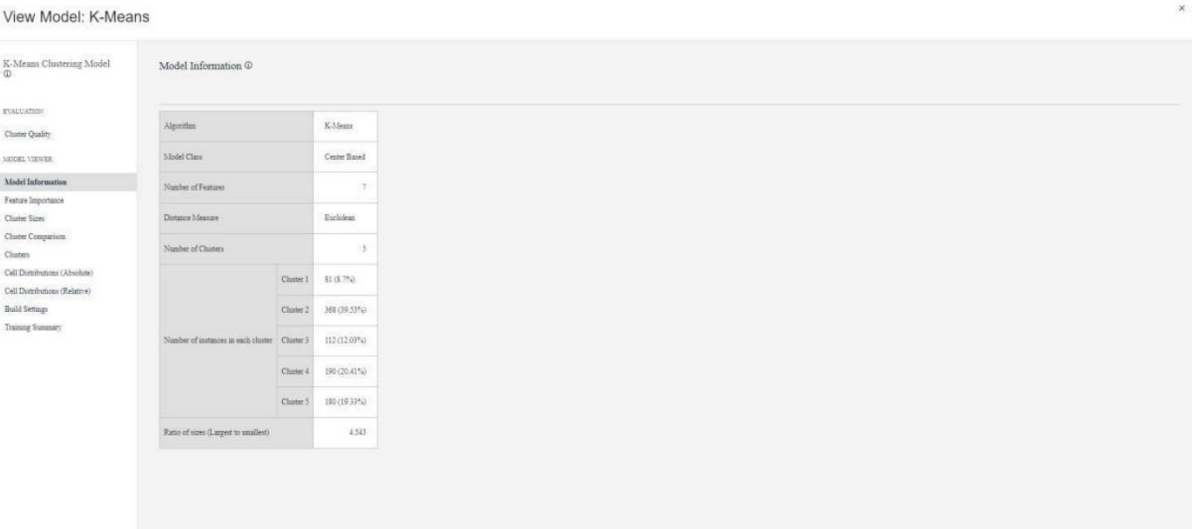 View Model: K-Means
×
K-Means Clustering Model
EVALUATION
Cluster Quality
MODEL VIEWER
Model Information
Feature Importance
Cluster Sizes
Cluster Comparison
Clusters
Cell Distributions (Absolute)
Cell Distributions (Relative)
Build Settings
Training Summary
Model Information
Algorithm K-Means
Model Class Center Based
Number of Features 7
Distance Measure Euclidean
Number of Clusters 5
Number of instances in each cluster
Cluster 1 81 (8.7%)
Cluster 2 368 (39.53%)
Cluster 3 112 (12.03%)
Cluster 4 190 (20.41%)
Cluster 5 180 (19.33%)
Ratio of sizes (Largest to smallest) 4.543